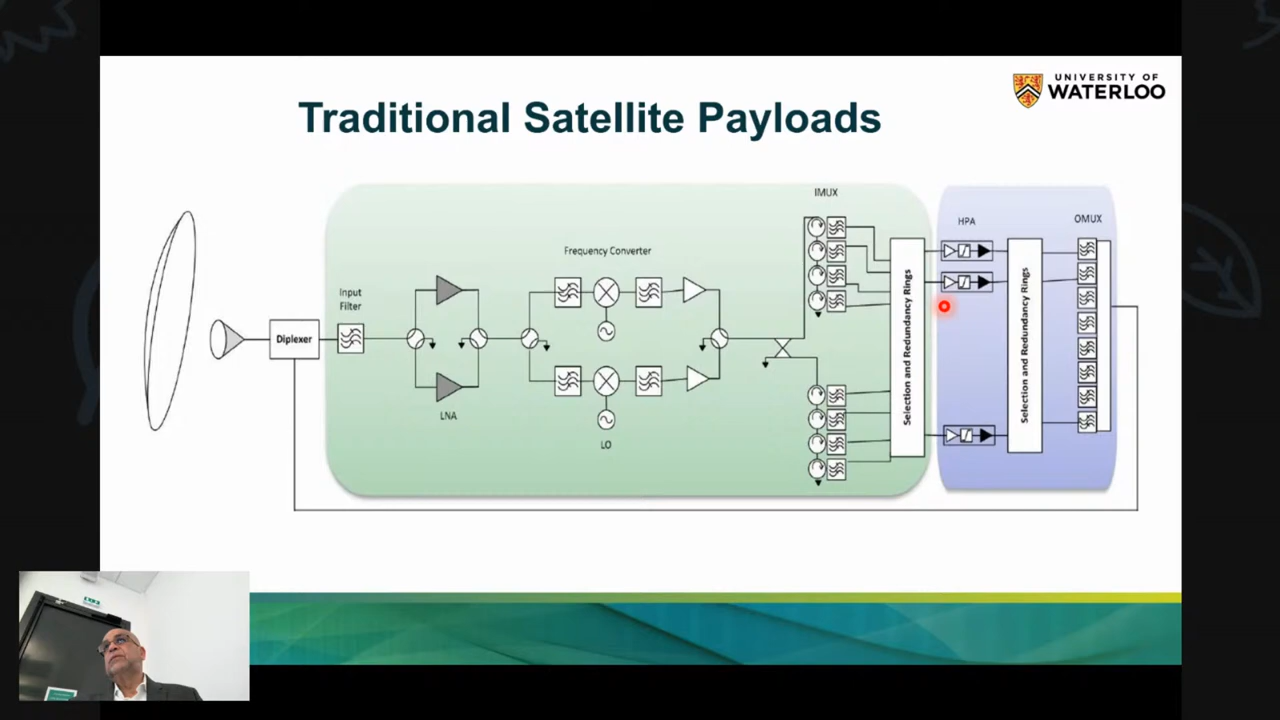 UNIVERSITY OF
WATERLOO
Traditional Satellite Payloads
IMUX
HPA
OMUX
Frequency Converter
Input
Filter
Diplexer
LNA
LO
Selection and Redundancy Rings
Selection and Redundancy Rings